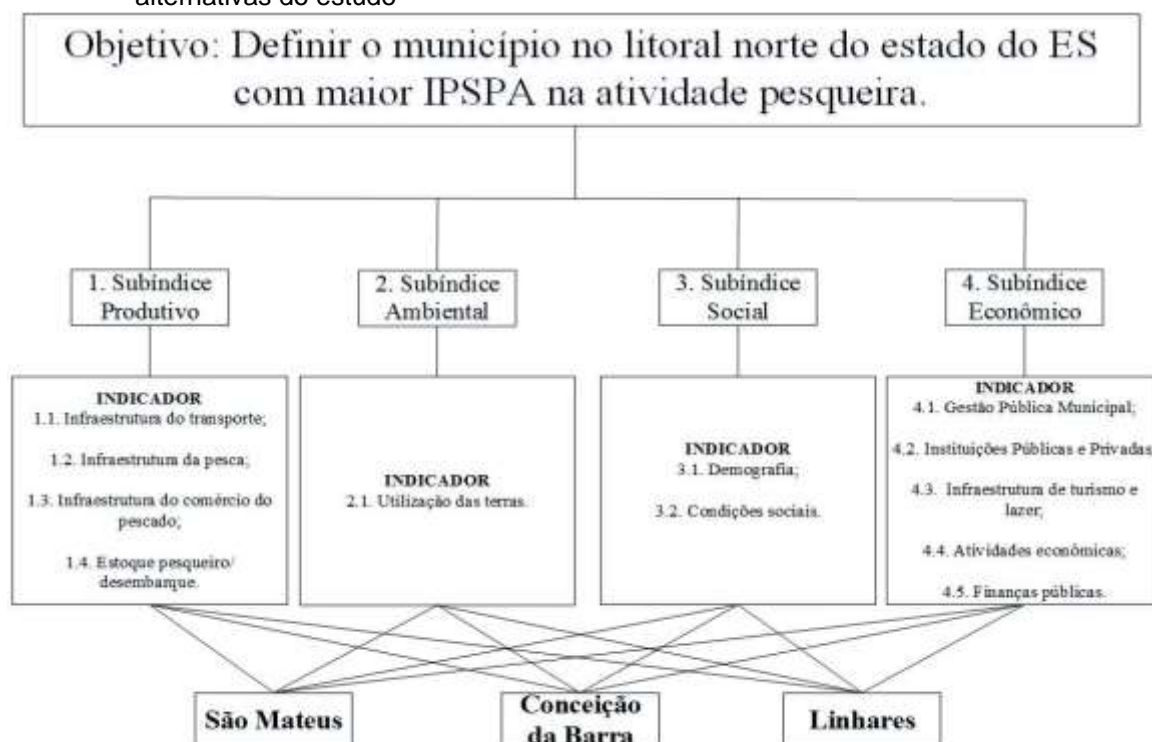 alternativas do estudo
Objetivo: Definir o município no litoral norte do estado do ES
com maior IPSPA na atividade pesqueira.
1. Subíndice
Produtivo
2. Subíndice
Ambiental
3. Subíndice
Social
4. Subíndice
Econômico
INDICADOR
1.1. Infraestrutura do transporte;
1.2. Infraestrutura da pesca;
1.3. Infraestrutura do comércio do
pescado;
1.4. Estoque pesqueiro/
desembarque.
INDICADOR
2.1. Utilização das terras.
INDICADOR
3.1. Demografia;
3.2. Condições sociais.
INDICADOR
4.1. Gestão Pública Municipal;
4.2. Instituições Públicas e Privadas
4.3. Infraestrutura de turismo e
lazer;
4.4. Atividades econômicas;
4.5. Finanças públicas.
São Mateus
Conceição
da Barra
Linhares